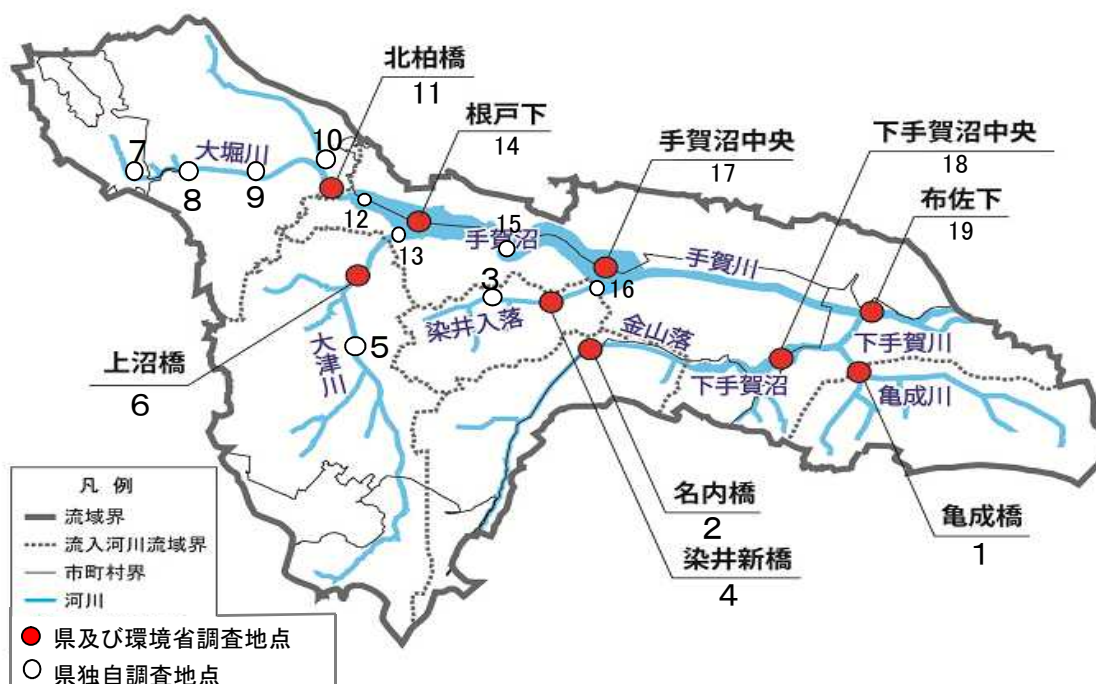 北柏橋
11
根戸下
14
手賀沼中央
17
下手賀沼中央
18
布佐下
19
7
8
大堀川
9
10
12
13
15
手賀沼
16
手賀川
3
染井入落
金山落
下手賀沼
下手賀川
亀成川
大津川
5
上沼橋
6
名内橋
2
染井新橋
4
亀成橋
1
凡 例
流域界
流入河川流域界
市町村界
河川
県及び環境省調査地点
県独自調査地点